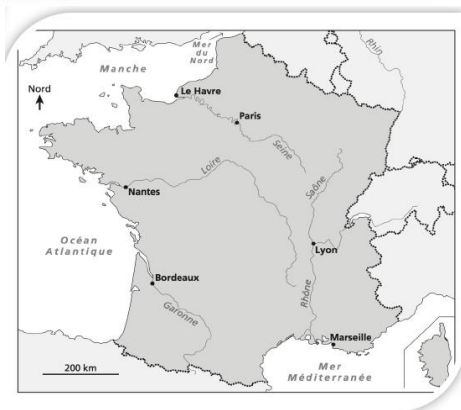 Mer
du
Nord
Rhin
Manche
Nord
Le Havre
Paris
Seine
Loire
Saône
Nantes
Océan
Atlantique
Lyon
Bordeaux
Rhône
Garonne
Marseille
Mer
Méditerranée
200 km